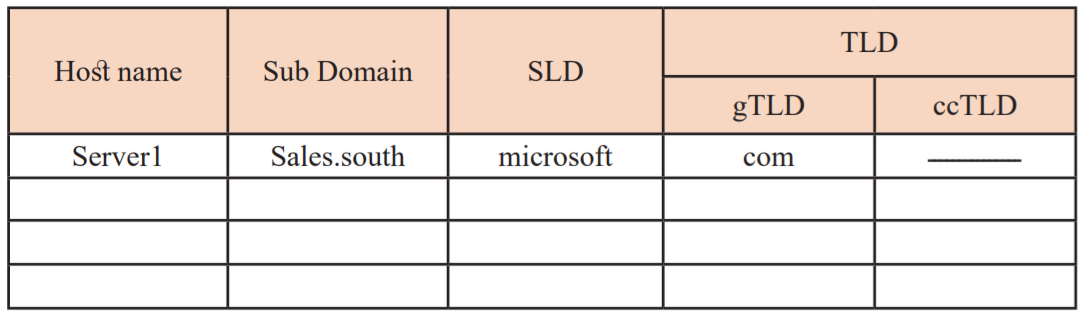 Host name
Sub Domain
SLD
TLD
gTLD
ccTLD
Server1
Sales.south
microsoft
com